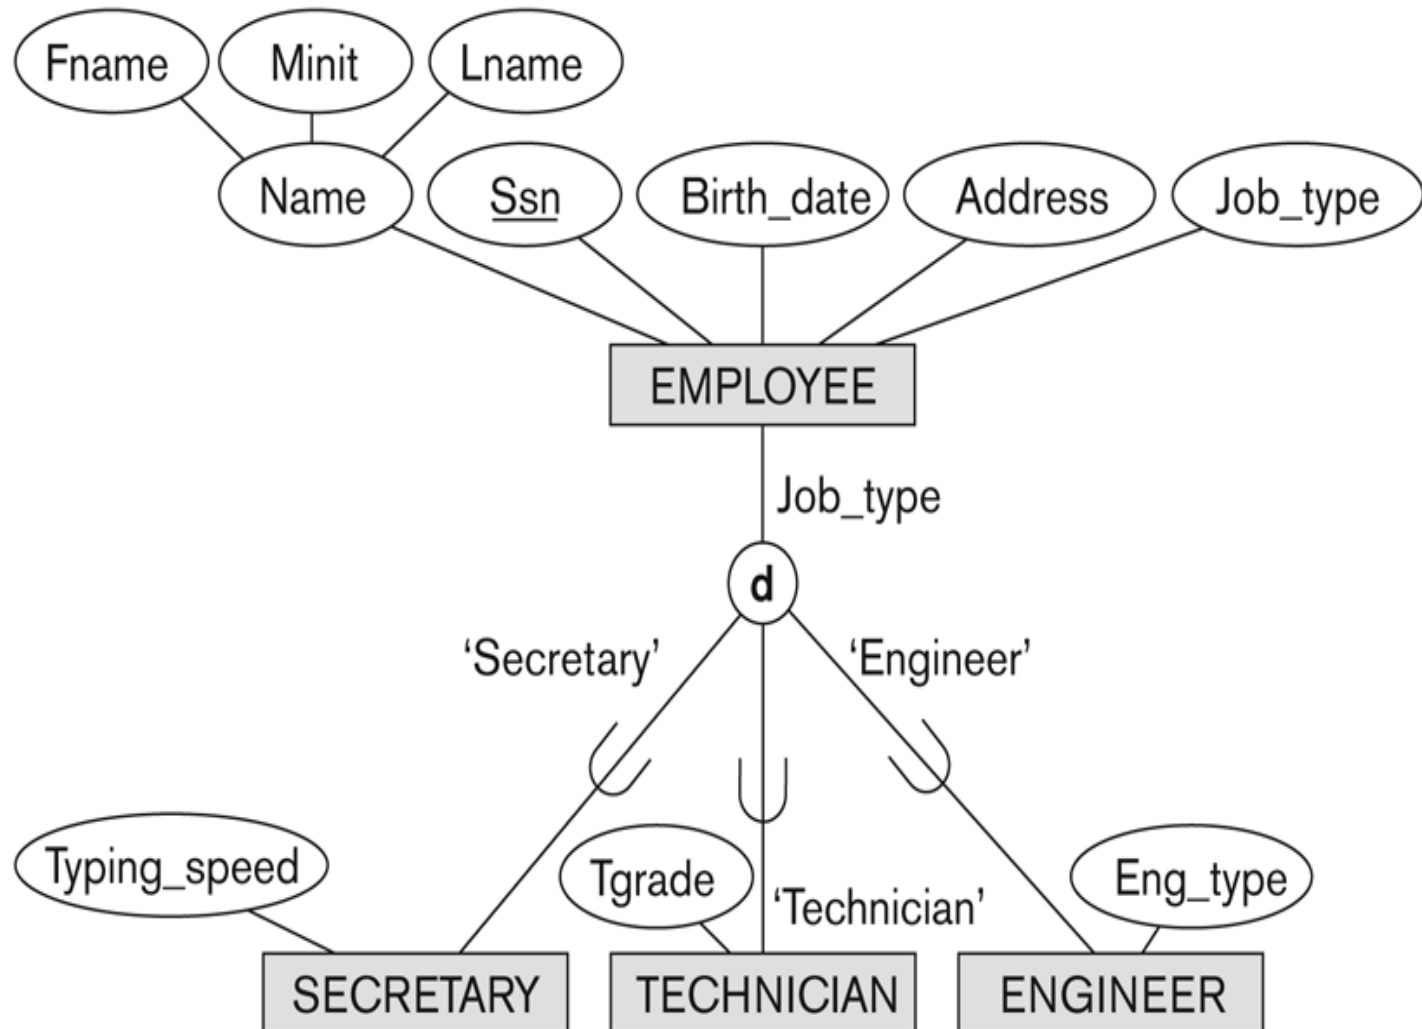 Fname Minit Lname
Name Ssn Birth_date Address Job_type
EMPLOYEE
Job_type
d
‘Secretary’ ‘Engineer’
Typing_speed Tgrade Eng_type
‘Technician’
SECRETARY TECHNICIAN ENGINEER